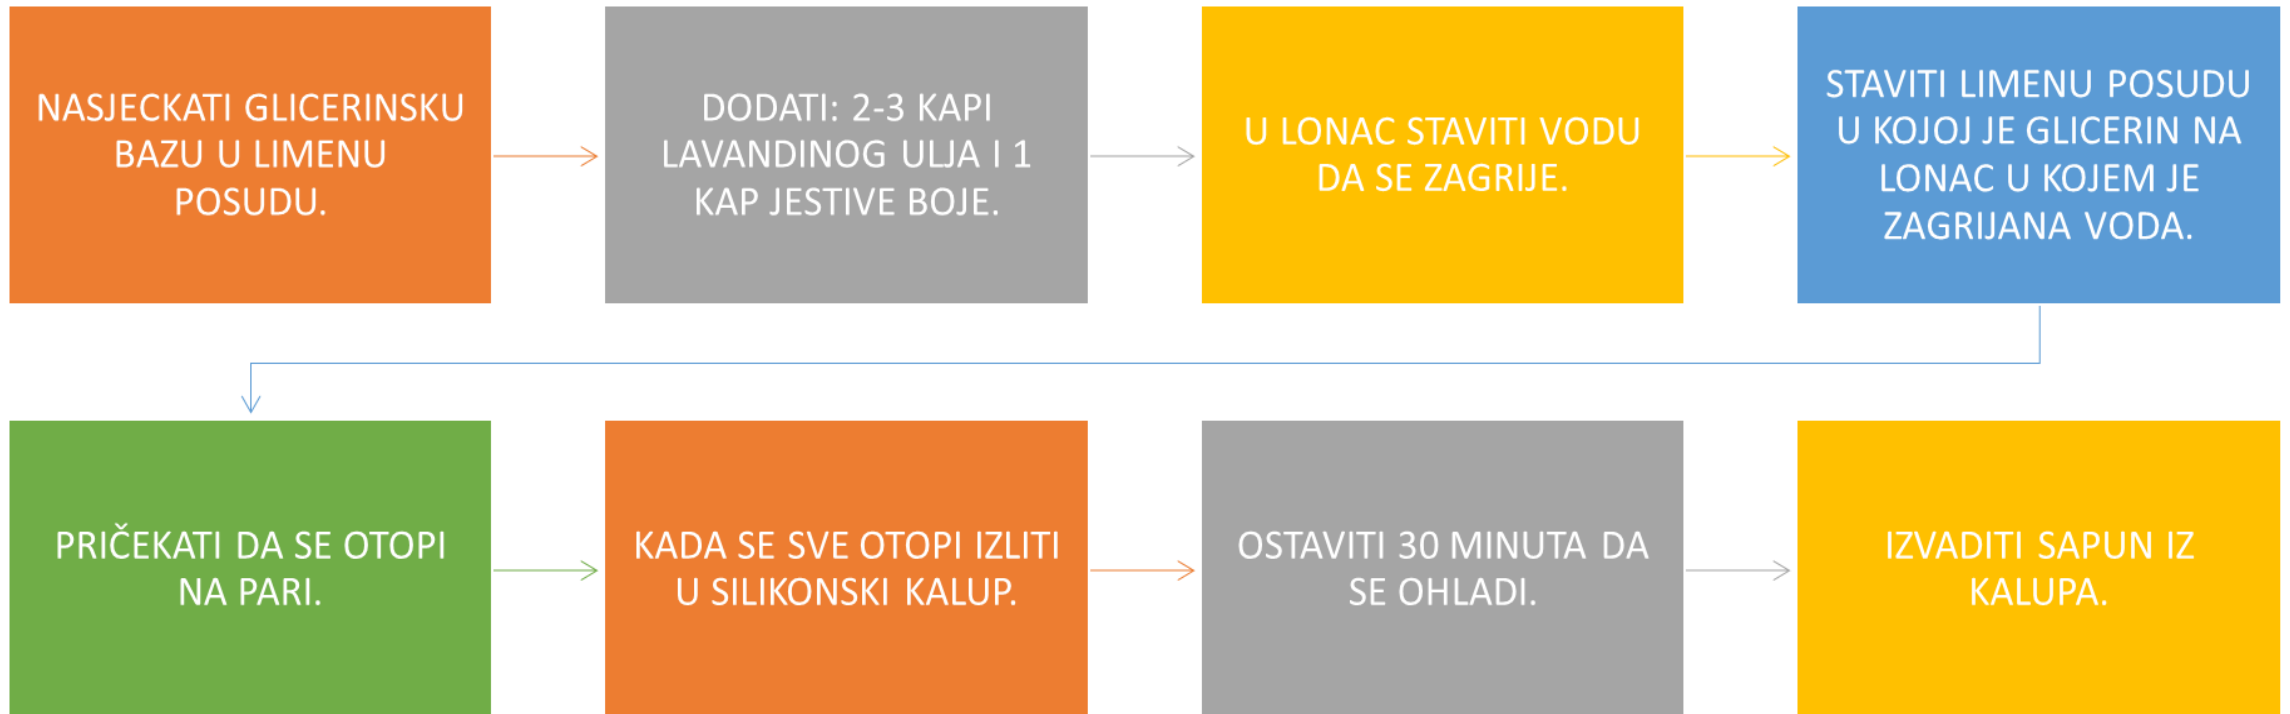 NASJECKATI GLICERINSKU
BAZU U LIMENU
POSUDU.
DODATI: 2-3 KAPI
LAVANDINOG ULJA I 1
KAP JESTIVE BOJE.
U LONAC STAVITI VODU
DA SE ZAGRIJE.
STAVITI LIMENU POSUDU
U KOJOJ JE GLICERIN NA
LONAC U KOJEM JE
ZAGRIJANA VODA.
PRIČEKATI DA SE OTOPI
NA PARI.
KADA SE SVE OTOPI IZLITI
U SILIKONSKI KALUP.
OSTAVITI 30 MINUTA DA
SE OHLADI.
IZVADITI SAPUN IZ
KALUPA.